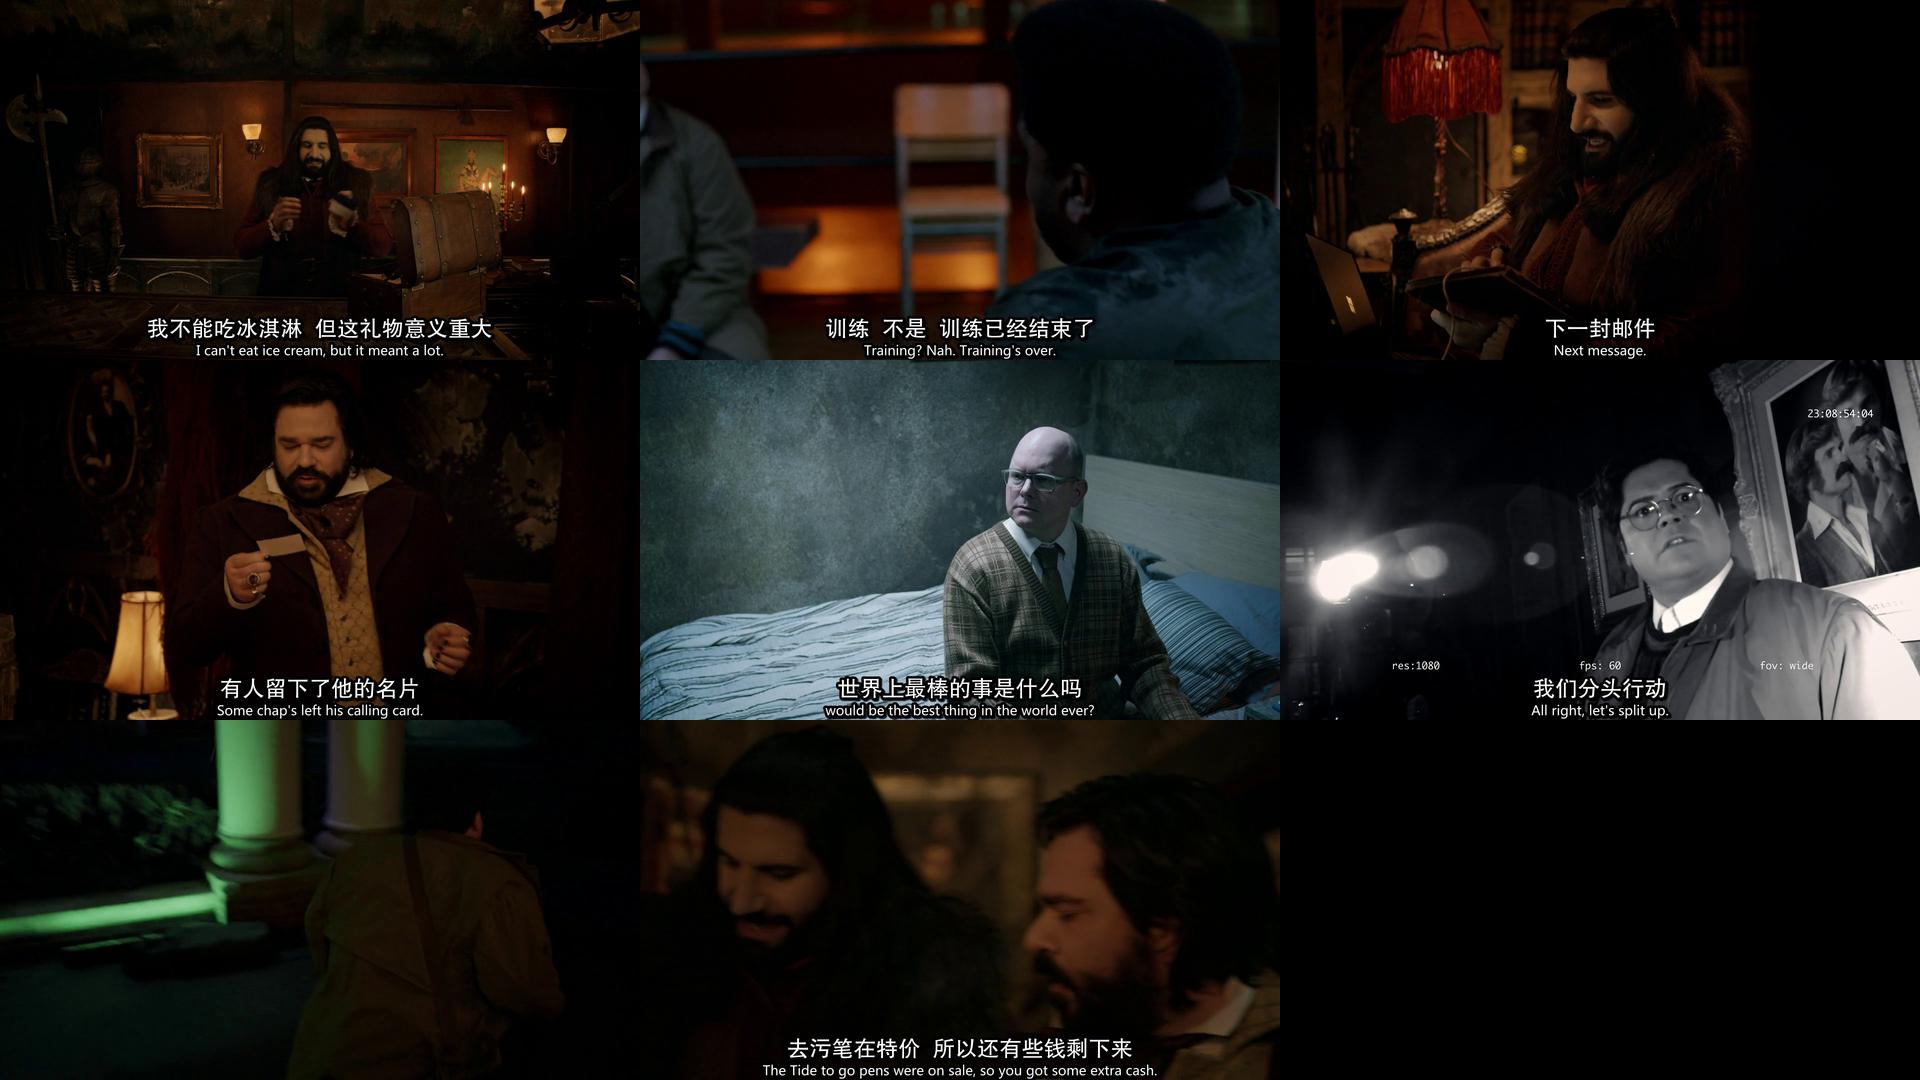 我不能吃冰淇淋 但这礼物意义重大
I can't eat ice cream, but it meant a lot.
训练 不是 训练已经结束了
Training? Nah. Training's over.
下一封邮件
Next message.
有人留下了他的名片
Some chap's left his calling card.
世界上最棒的事是什么吗
would be the best thing in the world ever?
23:08:54:04
res:1080
fps: 60
fov: wide
我们分头行动
All right, let's split up.
去污笔在特价 所以还有些钱剩下来
The Tide to go pens were on sale, so you got some extra cash.